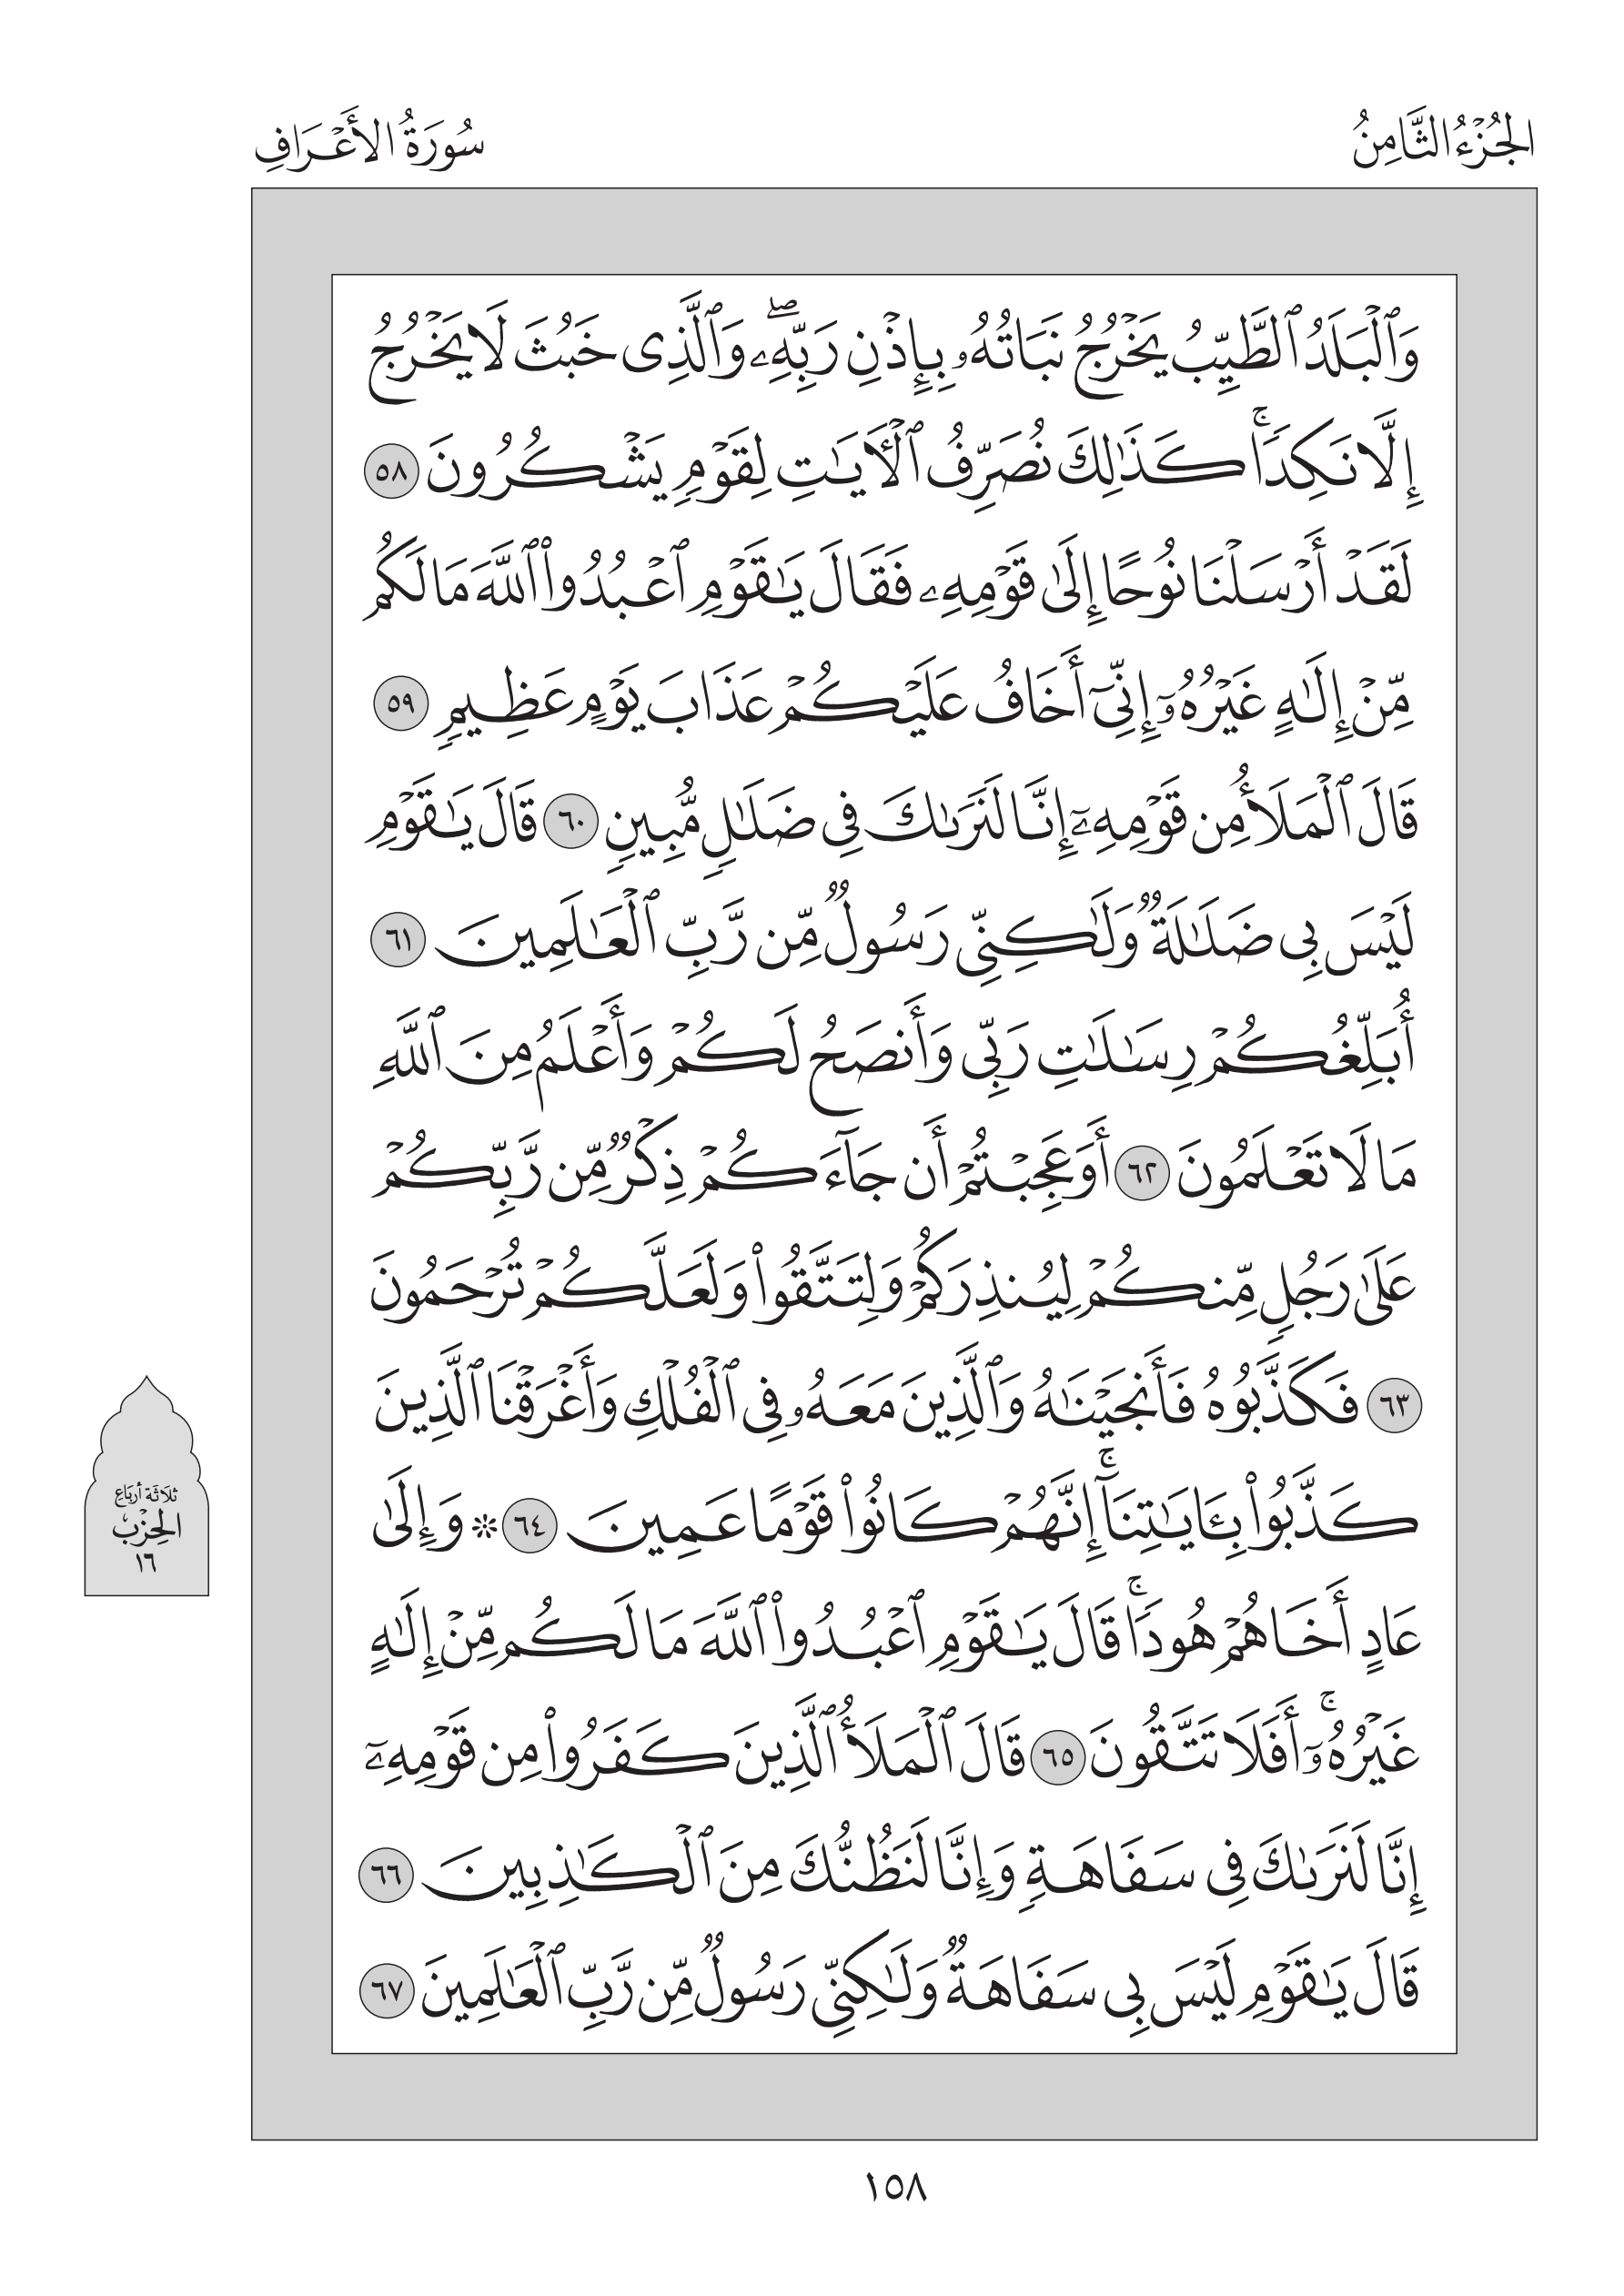 الجُزْءُ الثَّامِنُ
سُورَةُ الأَعْرَافِ
وَٱلْبَلَدُ ٱلطَّيِّبُ يَخْرُجُ نَبَاتُهُۥ بِإِذْنِ رَبِّهِۦۖ وَٱلَّذِى خَبُثَ لَا يَخْرُجُ
إِلَّا نَكِدًاۚ كَذَٰلِكَ نُصَرِّفُ ٱلْأَيَـٰتِ لِقَوْمٍ يَشْكُرُونَ ٥٨
لَقَدْ أَرْسَلْنَا نُوحًا إِلَىٰ قَوْمِهِۦ فَقَالَ يَـٰقَوْمِ ٱعْبُدُوا۟ ٱللَّهَ مَا لَكُم
مِّنْ إِلَـٰهٍ غَيْرُهُۥٓ إِنِّىٓ أَخَافُ عَلَيْكُمْ عَذَابَ يَوْمٍ عَظِيمٍ ٥٩
قَالَ ٱلْمَلَأُ مِن قَوْمِهِۦٓ إِنَّا لَنَرَىٰكَ فِى ضَلَـٰلٍ مُّبِينٍ ٦٠ قَالَ يَـٰقَوْمِ
لَيْسَ بِى ضَلَـٰلَةٌ وَلَـٰكِنِّى رَسُولٌ مِّن رَّبِّ ٱلْعَـٰلَمِينَ ٦١
أُبَلِّغُكُمْ رِسَـٰلَـٰتِ رَبِّى وَأَنصَحُ لَكُمْ وَأَعْلَمُ مِنَ ٱللَّهِ
مَا لَا تَعْلَمُونَ ٦٢ أَوَعَجِبْتُمْ أَن جَآءَكُمْ ذِكْرٌ مِّن رَّبِّكُمْ
عَلَىٰ رَجُلٍ مِّنكُمْ لِيُنذِرَكُمْ وَلِتَتَّقُوا۟ وَلَعَلَّكُمْ تُرْحَمُونَ
٦٣ فَكَذَّبُوهُ فَأَنجَيْنَـٰهُ وَٱلَّذِينَ مَعَهُۥ فِى ٱلْفُلْكِ وَأَغْرَقْنَا ٱلَّذِينَ
كَذَّبُوا۟ بِـَٔايَـٰتِنَآۚ إِنَّهُمْ كَانُوا۟ قَوْمًا عَمِينَ ٦٤ ۞ وَإِلَىٰ
عَادٍ أَخَاهُمْ هُودًاۚ قَالَ يَـٰقَوْمِ ٱعْبُدُوا۟ ٱللَّهَ مَا لَكُم مِّنْ إِلَـٰهٍ
غَيْرُهُۥٓۚ أَفَلَا تَتَّقُونَ ٦٥ قَالَ ٱلْمَلَأُ ٱلَّذِينَ كَفَرُوا۟ مِن قَوْمِهِۦٓ
إِنَّا لَنَرَىٰكَ فِى سَفَاهَةٍ وَإِنَّا لَنَظُنُّكَ مِنَ ٱلْكَـٰذِبِينَ ٦٦
قَالَ يَـٰقَوْمِ لَيْسَ بِى سَفَاهَةٌ وَلَـٰكِنِّى رَسُولٌ مِّن رَّبِّ ٱلْعَـٰلَمِينَ ٦٧
ثلاثة أرباع
الحِزْب
١٦
١٥٨